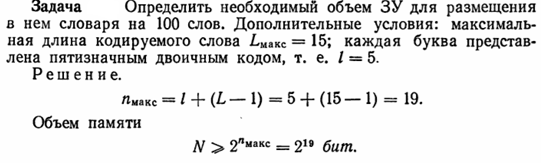 Задача Определить необходимый объем ЗУ для размещения
в нем словаря на 100 слов. Дополнительные условия: максималь-
ная длина кодируемого слова Lмакс = 15; каждая буква представ-
лена пятизначным двоичным кодом, т. е. l = 5.
Решение.
nмакс = l + (L — 1) = 5 + (15 — 1) = 19.
Объем памяти
N ⩾ 2^nмакс = 2^19 бит.